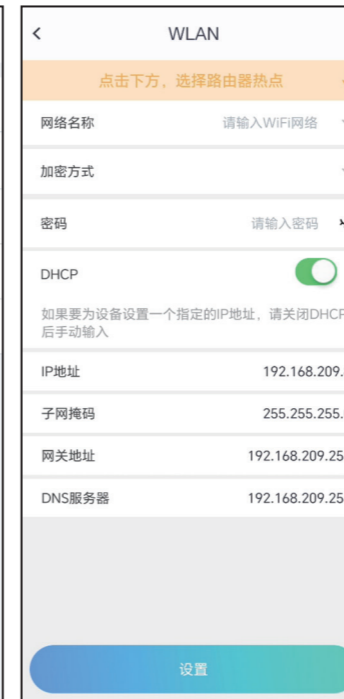 WLAN
点击下方，选择路由器热点
网络名称 请输入WiFi网络
加密方式
密码 请输入密码
DHCP
如果要为设备设置一个指定的IP地址，请关闭DHCP
后手动输入
IP地址 192.168.209.
子网掩码 255.255.255.
网关地址 192.168.209.25
DNS服务器 192.168.209.25
设置